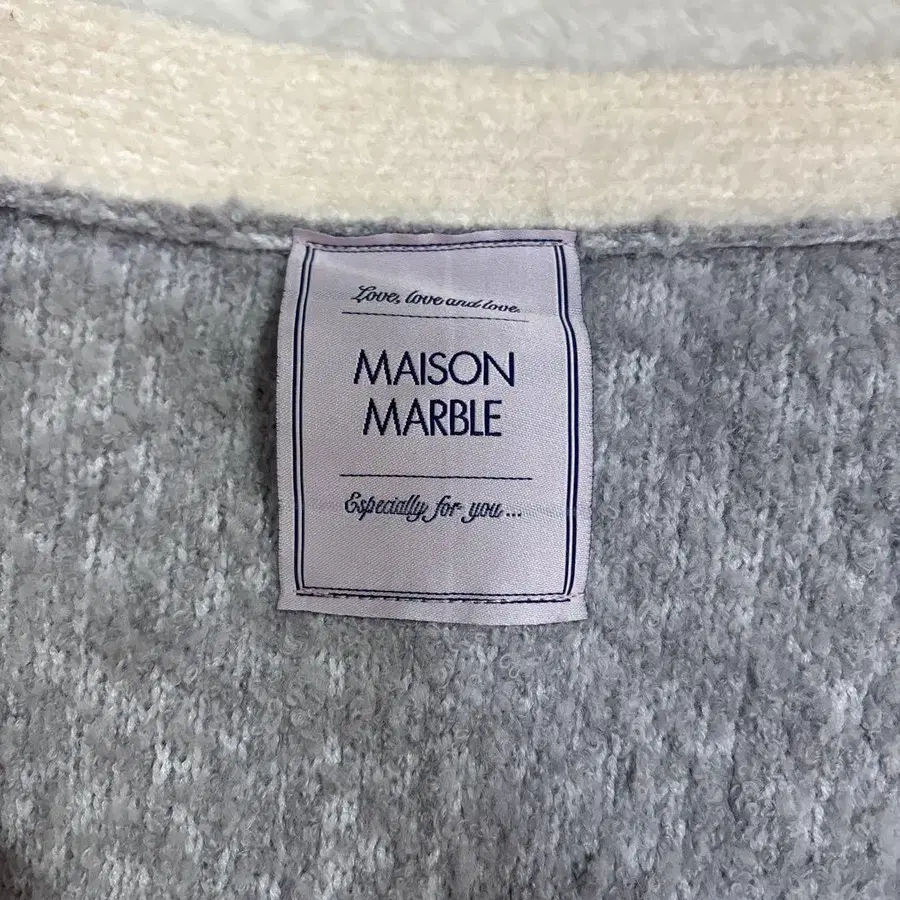 Love, love and love.
MAISON
MARBLE
Especially for you...